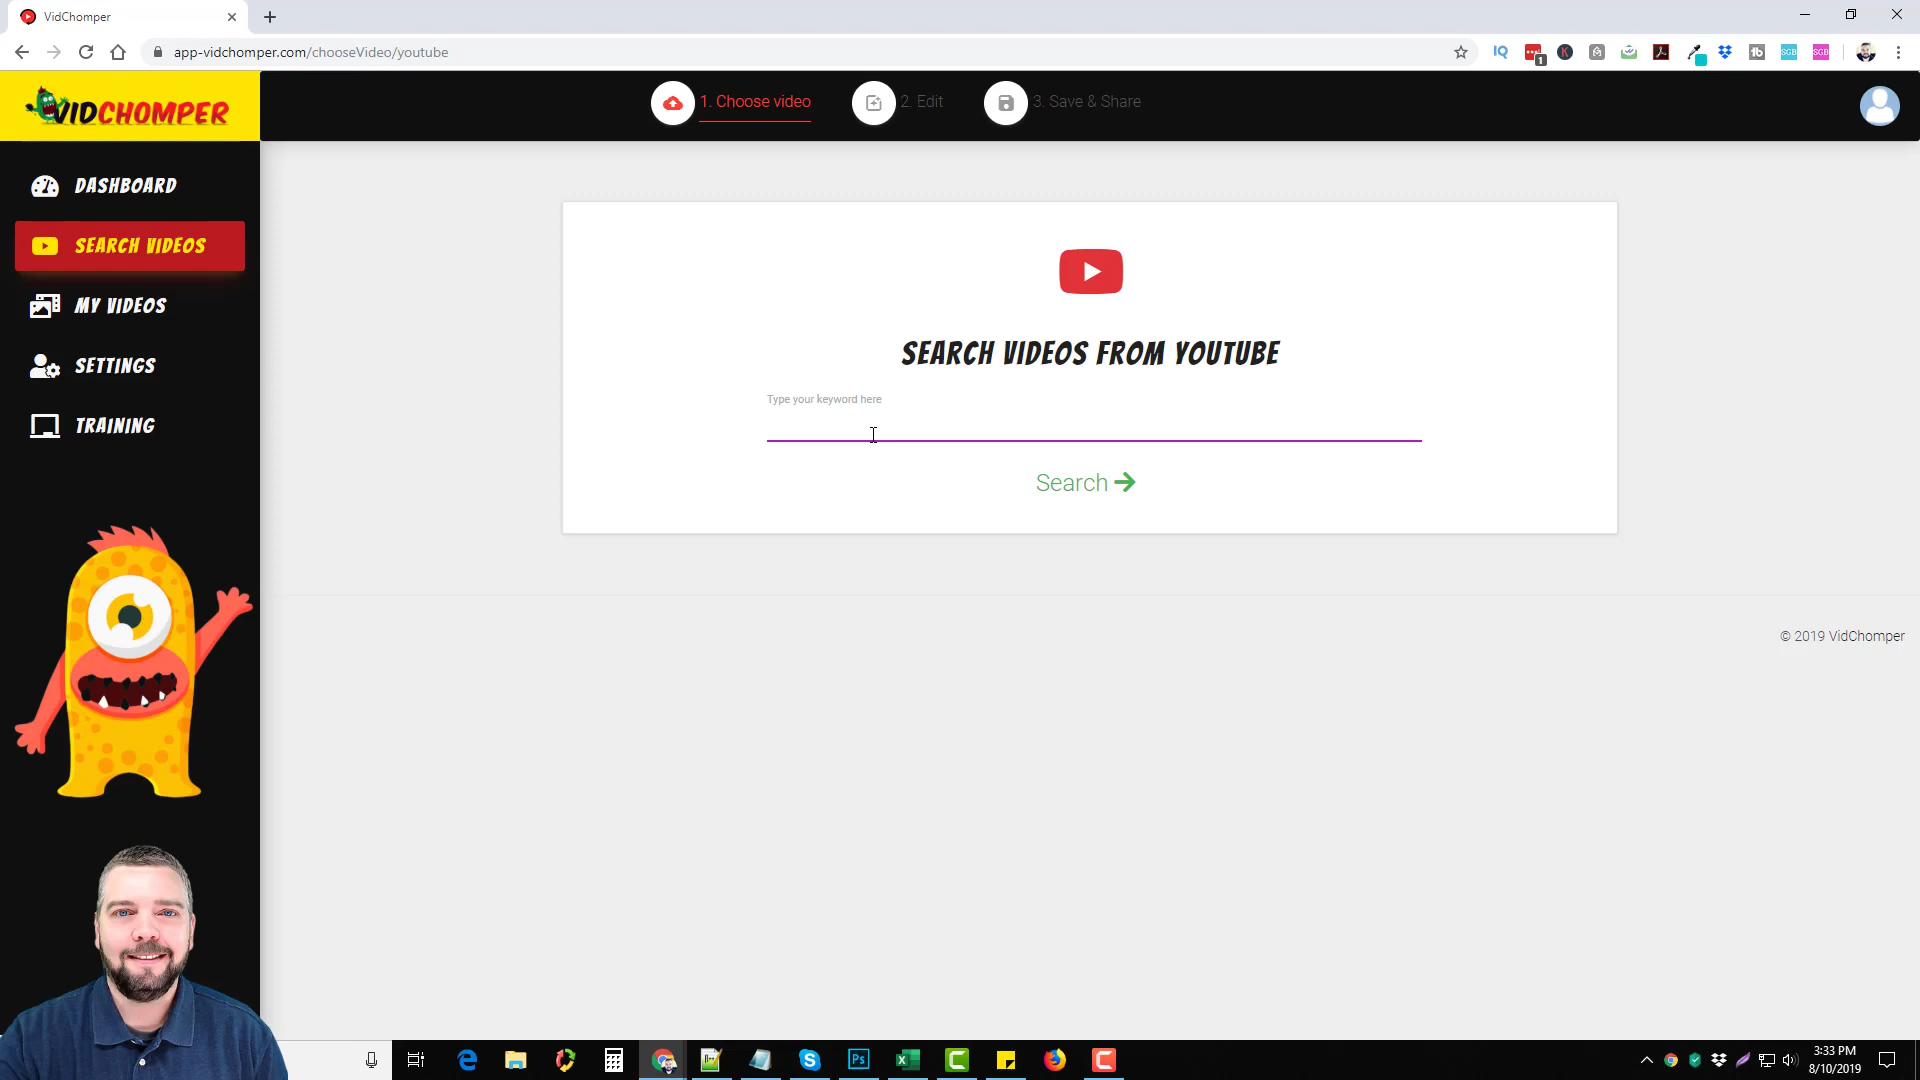 VidChomper
app-vidchomper.com/chooseVideo/youtube
VIDCHOMPER
1. Choose video
2. Edit
3. Save & Share
DASHBOARD
SEARCH VIDEOS
MY VIDEOS
SETTINGS
TRAINING
SEARCH VIDEOS FROM YOUTUBE
Type your keyword here
Search
© 2019 VidChomper
3:33 PM
8/10/2019